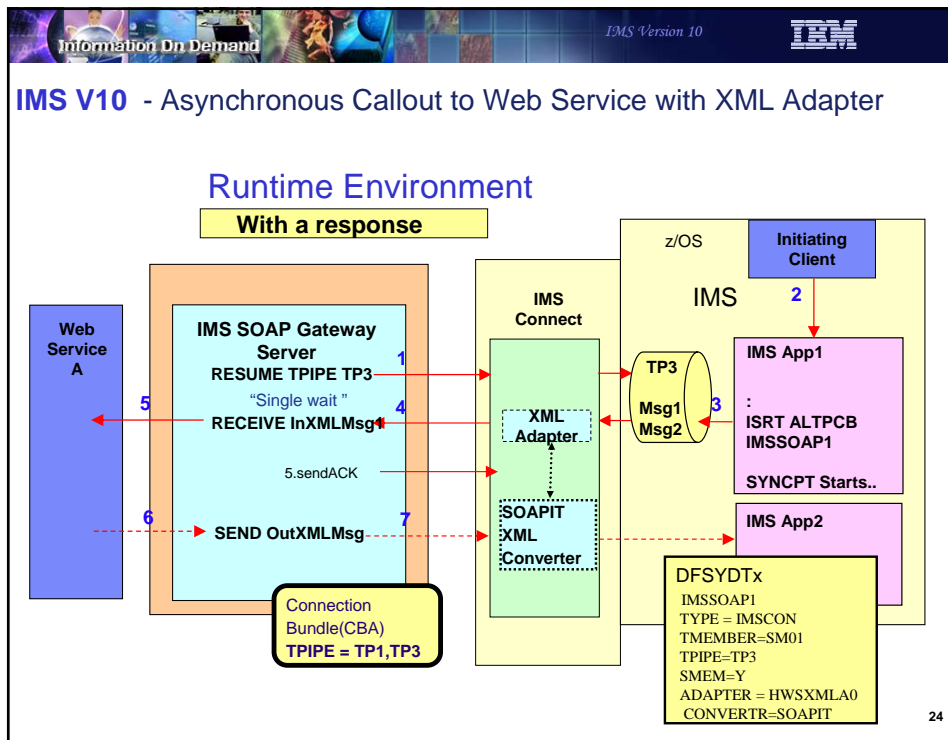 Information On Demand
IMS Version 10
IBM
IMS V10 - Asynchronous Callout to Web Service with XML Adapter
Runtime Environment
With a response
z/OS
Initiating
Client
IMS
2
IMS
Connect
Web
Service
A
IMS SOAP Gateway
Server
RESUME TPIPE TP3
1
"Single wait "
RECEIVE InXMLMsg1
4
5
5.sendACK
6
SEND OutXMLMsg
7
Connection
Bundle(CBA)
TPIPE = TP1,TP3
XML
Adapter
SOAPIT
XML
Converter
TP3
Msg1
Msg2
3
IMS App1
:
ISRT ALTPCB
IMSSOAP1
SYNCPT Starts..
IMS App2
DFSYDTx
IMSSOAP1
TYPE = IMSCON
TMEMBER=SM01
TPIPE=TP3
SMEM=Y
ADAPTER = HWSXMLA0
CONVERTR=SOAPIT
24